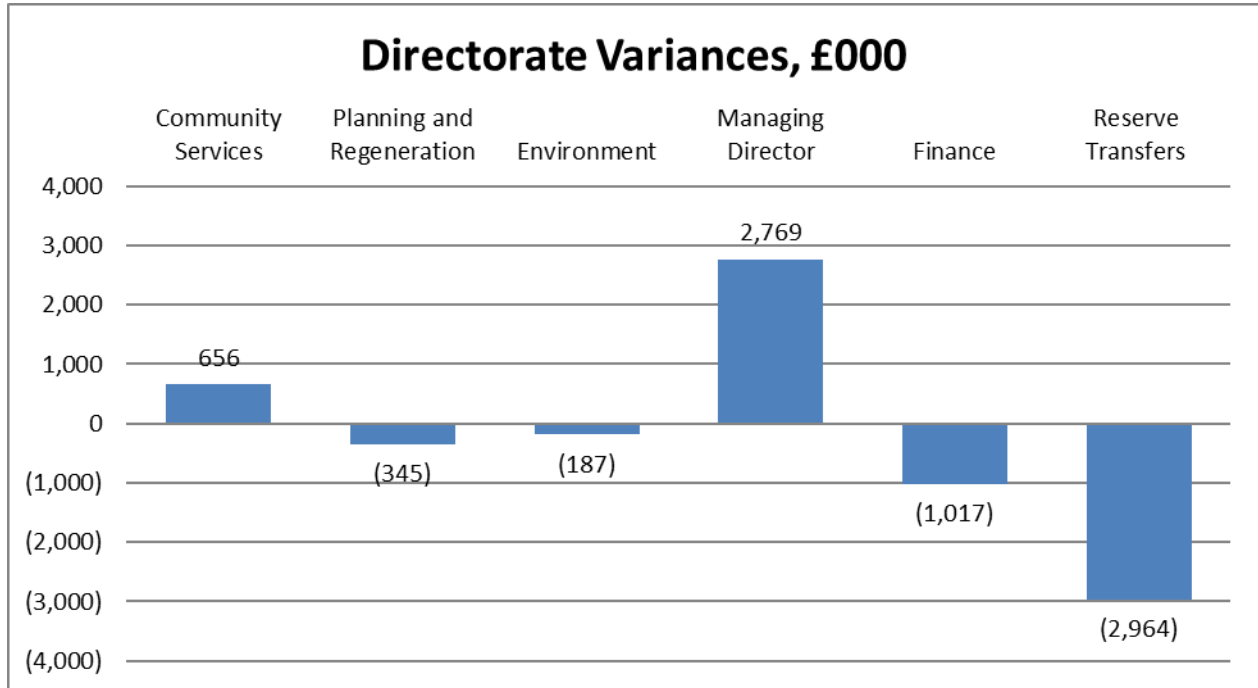 Directorate Variances, £000
Community
Services
Planning and
Regeneration
Environment
Managing
Director
Finance
Reserve
Transfers
4,000
3,000
2,000
1,000
0
(1,000)
(2,000)
(3,000)
(4,000)
656
(345)
(187)
2,769
(1,017)
(2,964)